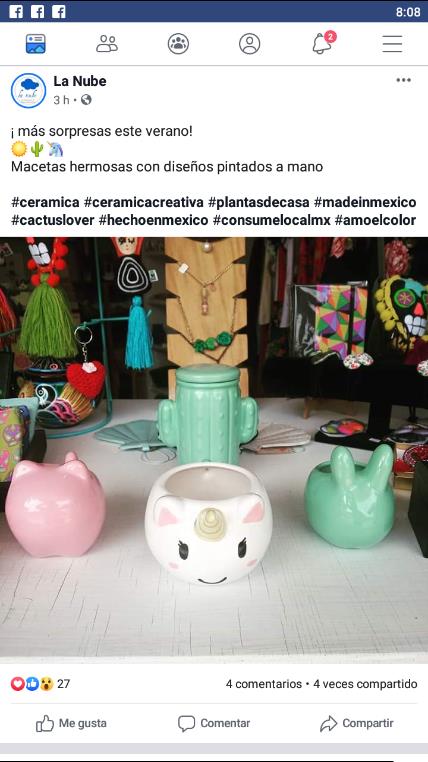 8:08
2
La Nube
3 h
¡ más sorpresas este verano!
Macetas hermosas con diseños pintados a mano
#ceramica #ceramicacreativa #plantasdecasa #madeinmexico
#cactuslover #hechoenmexico #consumelocalmx #amoelcolor
27
4 comentarios • 4 veces compartido
Me gusta
Comentar
Compartir